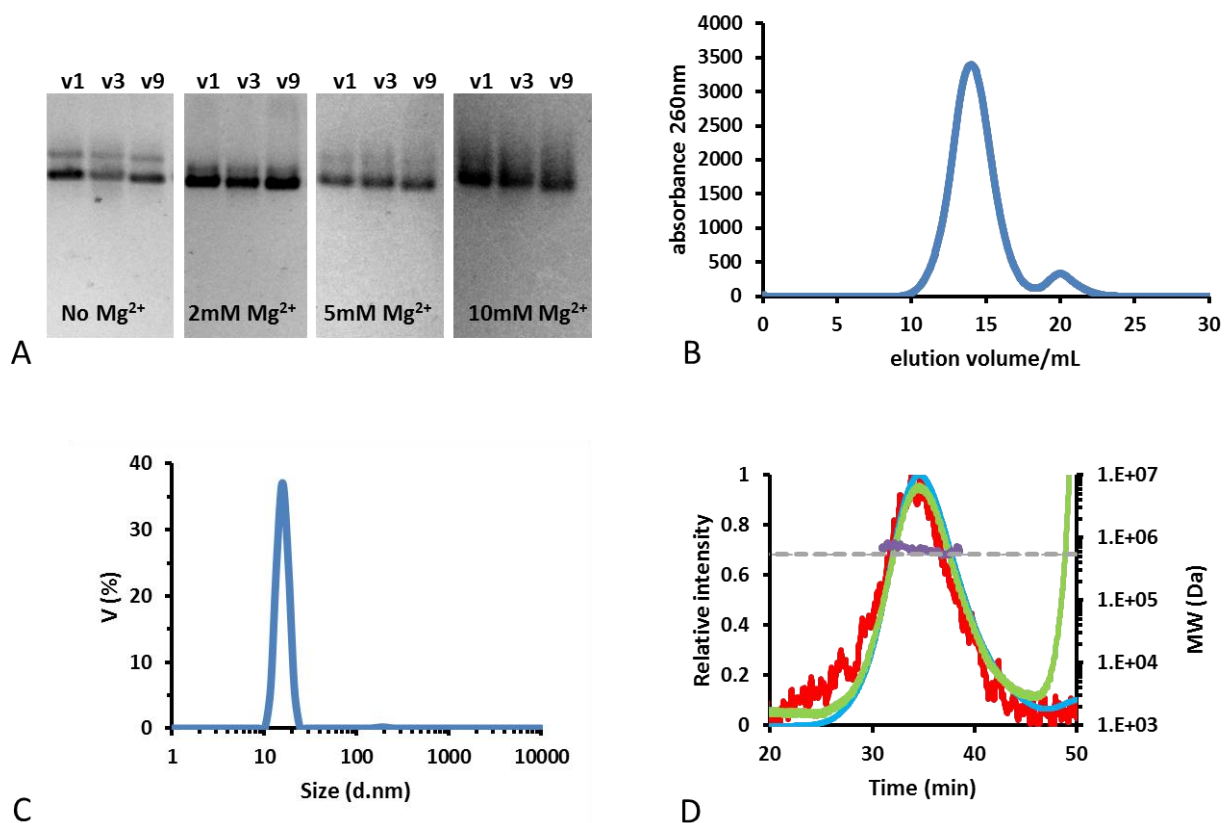 v1 v3 v9 v1 v3 v9 v1 v3 v9 v1 v3 v9
No Mg²⁺ 2mM Mg²⁺ 5mM Mg²⁺ 10mM Mg²⁺
A
4000
3500
3000
2500
2000
1500
1000
500
0
absorbance 260nm
0 5 10 15 20 25 30
elution volume/mL
B
40
30
20
10
0
V (%)
1 10 100 1000 10000
Size (d.nm)
C
1
0.8
0.6
0.4
0.2
0
Relative intensity
1.E+07
1.E+06
1.E+05
1.E+04
1.E+03
MW (Da)
20 30 40 50
Time (min)
D